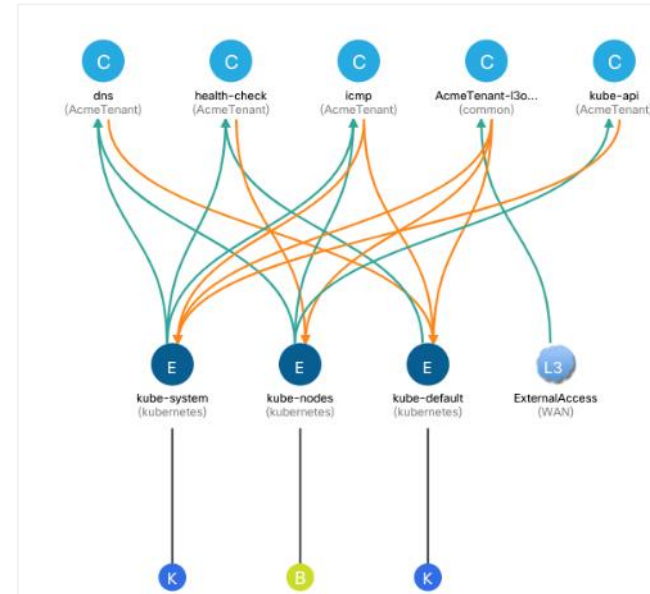 C C C C C
dns health-check icmp AcmeTenant-l3o... kube-api
(AcmeTenant) (AcmeTenant) (AcmeTenant) (common) (AcmeTenant)
E E E L3
kube-system kube-nodes kube-default ExternalAccess
(kubernetes) (kubernetes) (kubernetes) (WAN)
K B K